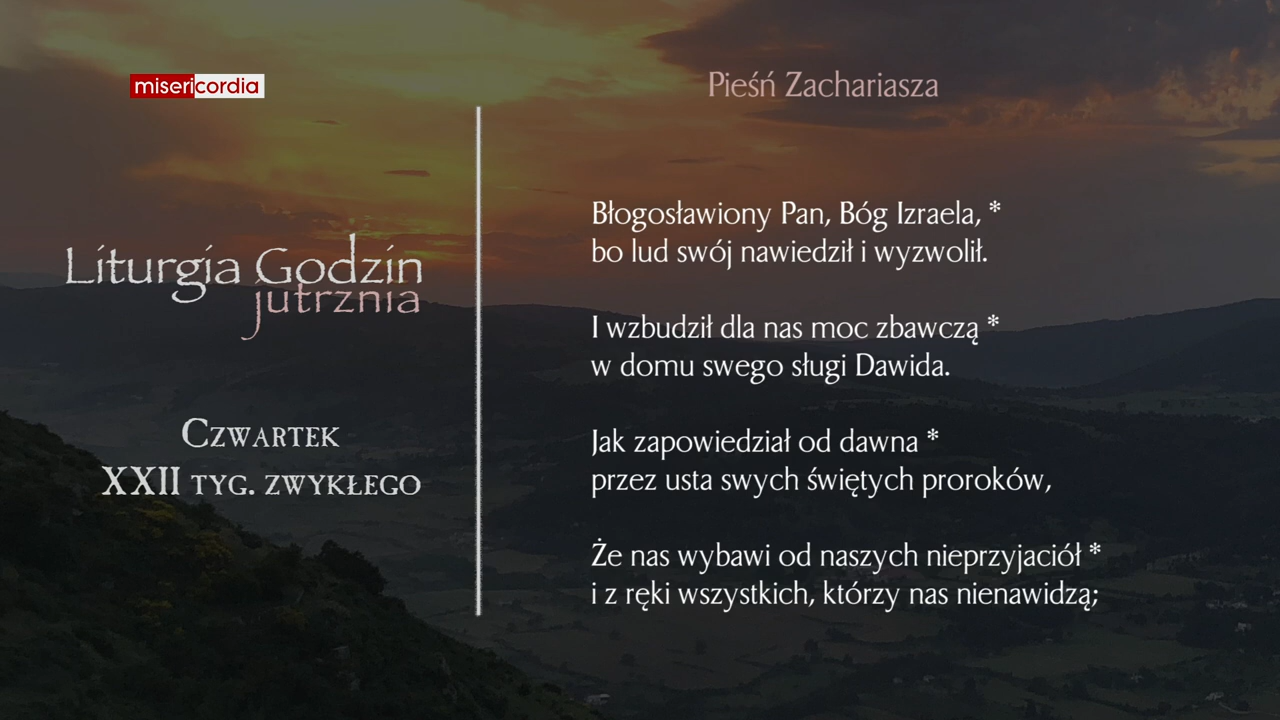 misericordia
Liturgia Godzin
jutrznia
Czwartek
XXII tyg. zwykłego
Pieśń Zachariasza
Błogosławiony Pan, Bóg Izraela, *
bo lud swój nawiedził i wyzwolił.
I wzbudził dla nas moc zbawczą *
w domu swego sługi Dawida.
Jak zapowiedział od dawna *
przez usta swych świętych proroków,
Że nas wybawi od naszych nieprzyjaciół *
i z ręki wszystkich, którzy nas nienawidzą;